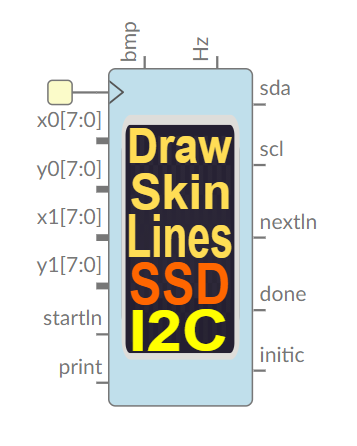 bmp
Hz
x0[7:0]
y0[7:0]
x1[7:0]
y1[7:0]
startln
print
Draw
Skin
Lines
SSD
I2C
sda
scl
nextln
done
initic